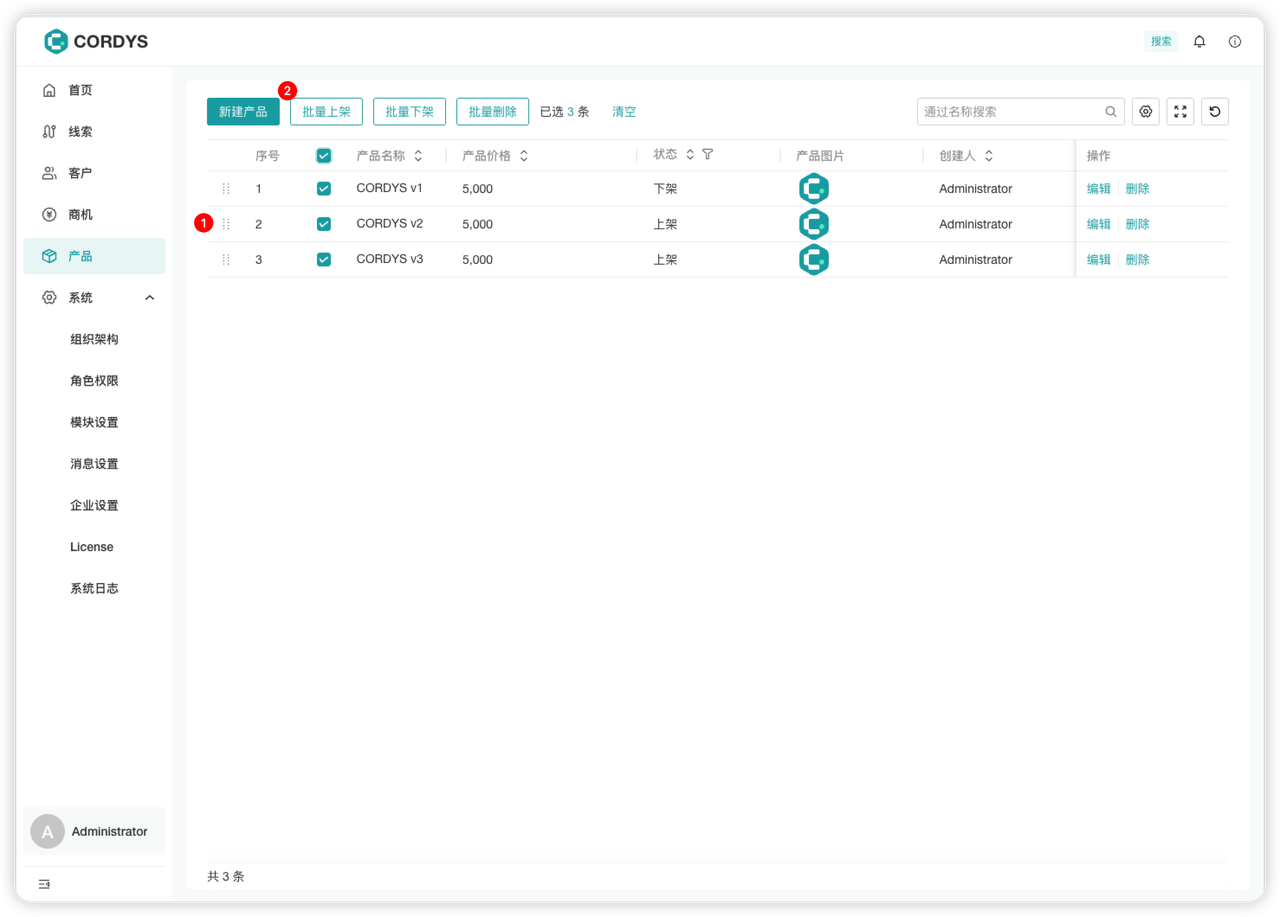 CORDYS
搜索
首页
线索
客户
商机
产品
系统
组织架构
角色权限
模块设置
消息设置
企业设置
License
系统日志
A Administrator
2
新建产品 批量上架 批量下架 批量删除 已选 3 条 清空 通过名称搜索
序号 产品名称 产品价格 状态 产品图片 创建人 操作
1 CORDYS v1 5,000 下架 Administrator 编辑 删除
1 2 CORDYS v2 5,000 上架 Administrator 编辑 删除
3 CORDYS v3 5,000 上架 Administrator 编辑 删除
共 3 条